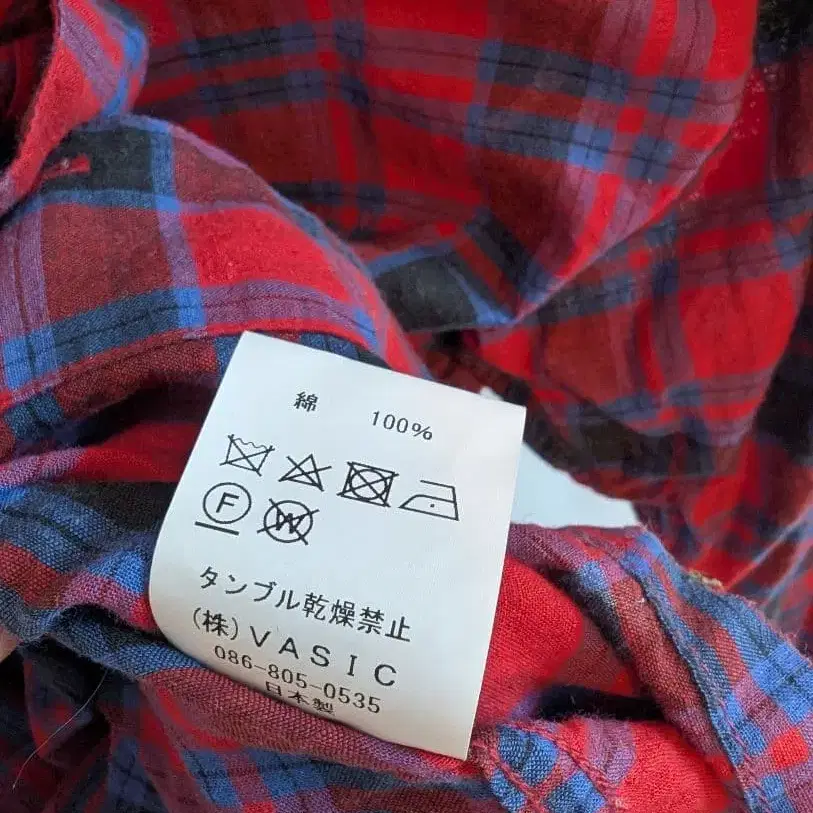 綿 100%
F W
タンブル乾燥禁止
(株)VASIC
086-805-0535
日本製